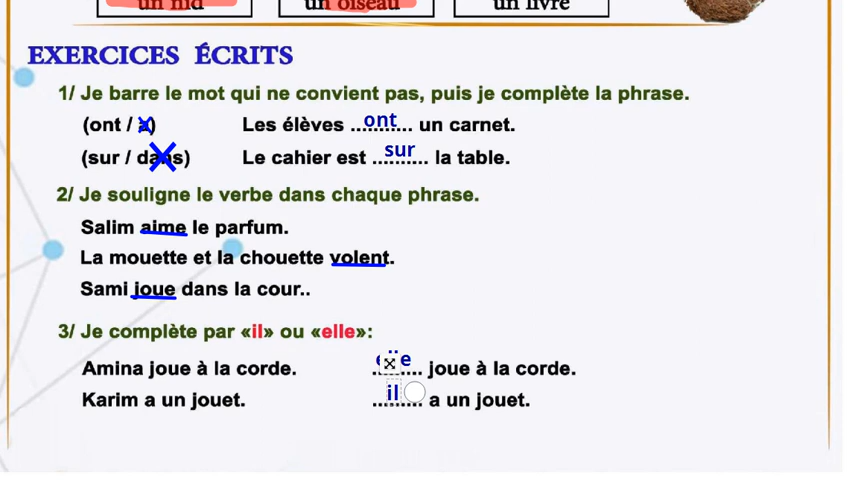 un nid un oiseau un livre
EXERCICES ÉCRITS
1/ Je barre le mot qui ne convient pas, puis je complète la phrase.
(ont / a) Les élèves ...ont... un carnet.
(sur / dans) Le cahier est ...sur... la table.
2/ Je souligne le verbe dans chaque phrase.
Salim aime le parfum.
La mouette et la chouette volent.
Sami joue dans la cour..
3/ Je complète par «il» ou «elle»:
Amina joue à la corde. elle joue à la corde.
Karim a un jouet. il a un jouet.